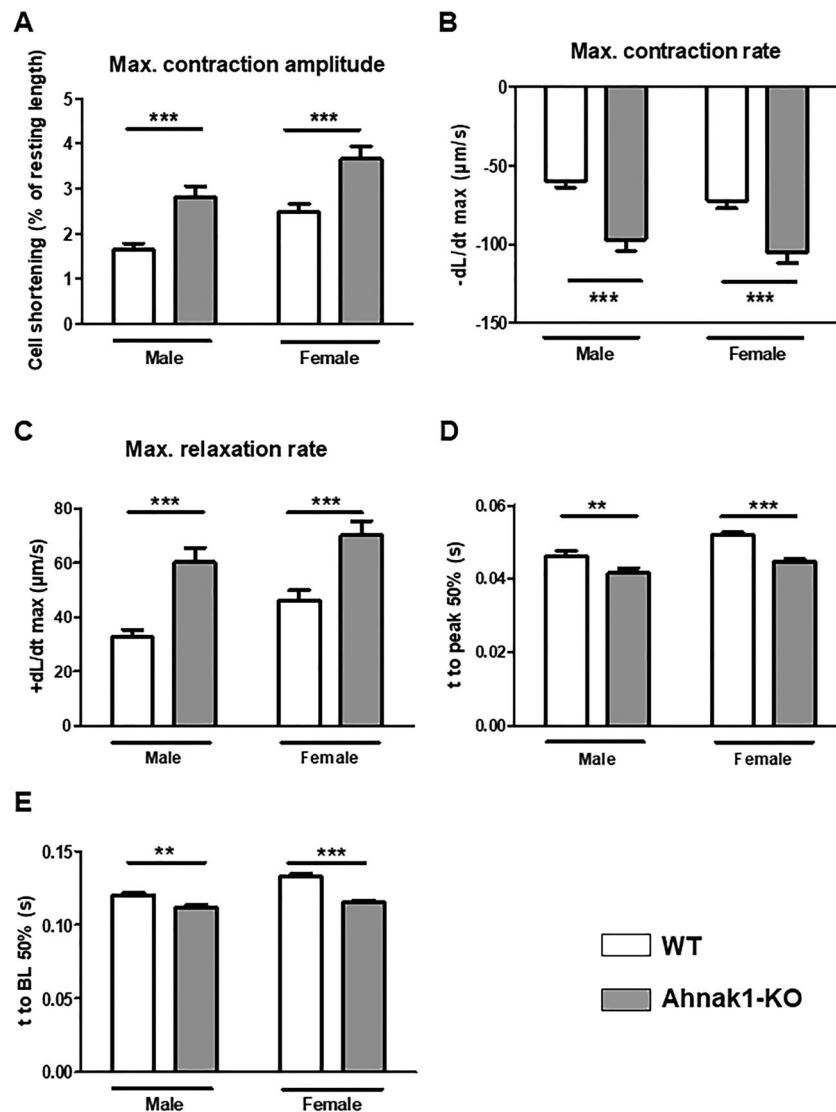 A
Max. contraction amplitude
Cell shortening (% of resting length)
5
4
3
2
1
0
***
***
Male
Female
B
Max. contraction rate
-dL/dt max (µm/s)
0
-50
-100
-150
***
***
Male
Female
C
Max. relaxation rate
+dL/dt max (µm/s)
80
60
40
20
0
***
***
Male
Female
D
t to peak 50% (s)
0.06
0.04
0.02
0.00
**
***
Male
Female
E
t to BL 50% (s)
0.15
0.10
0.05
0.00
**
***
Male
Female
WT
Ahnak1-KO